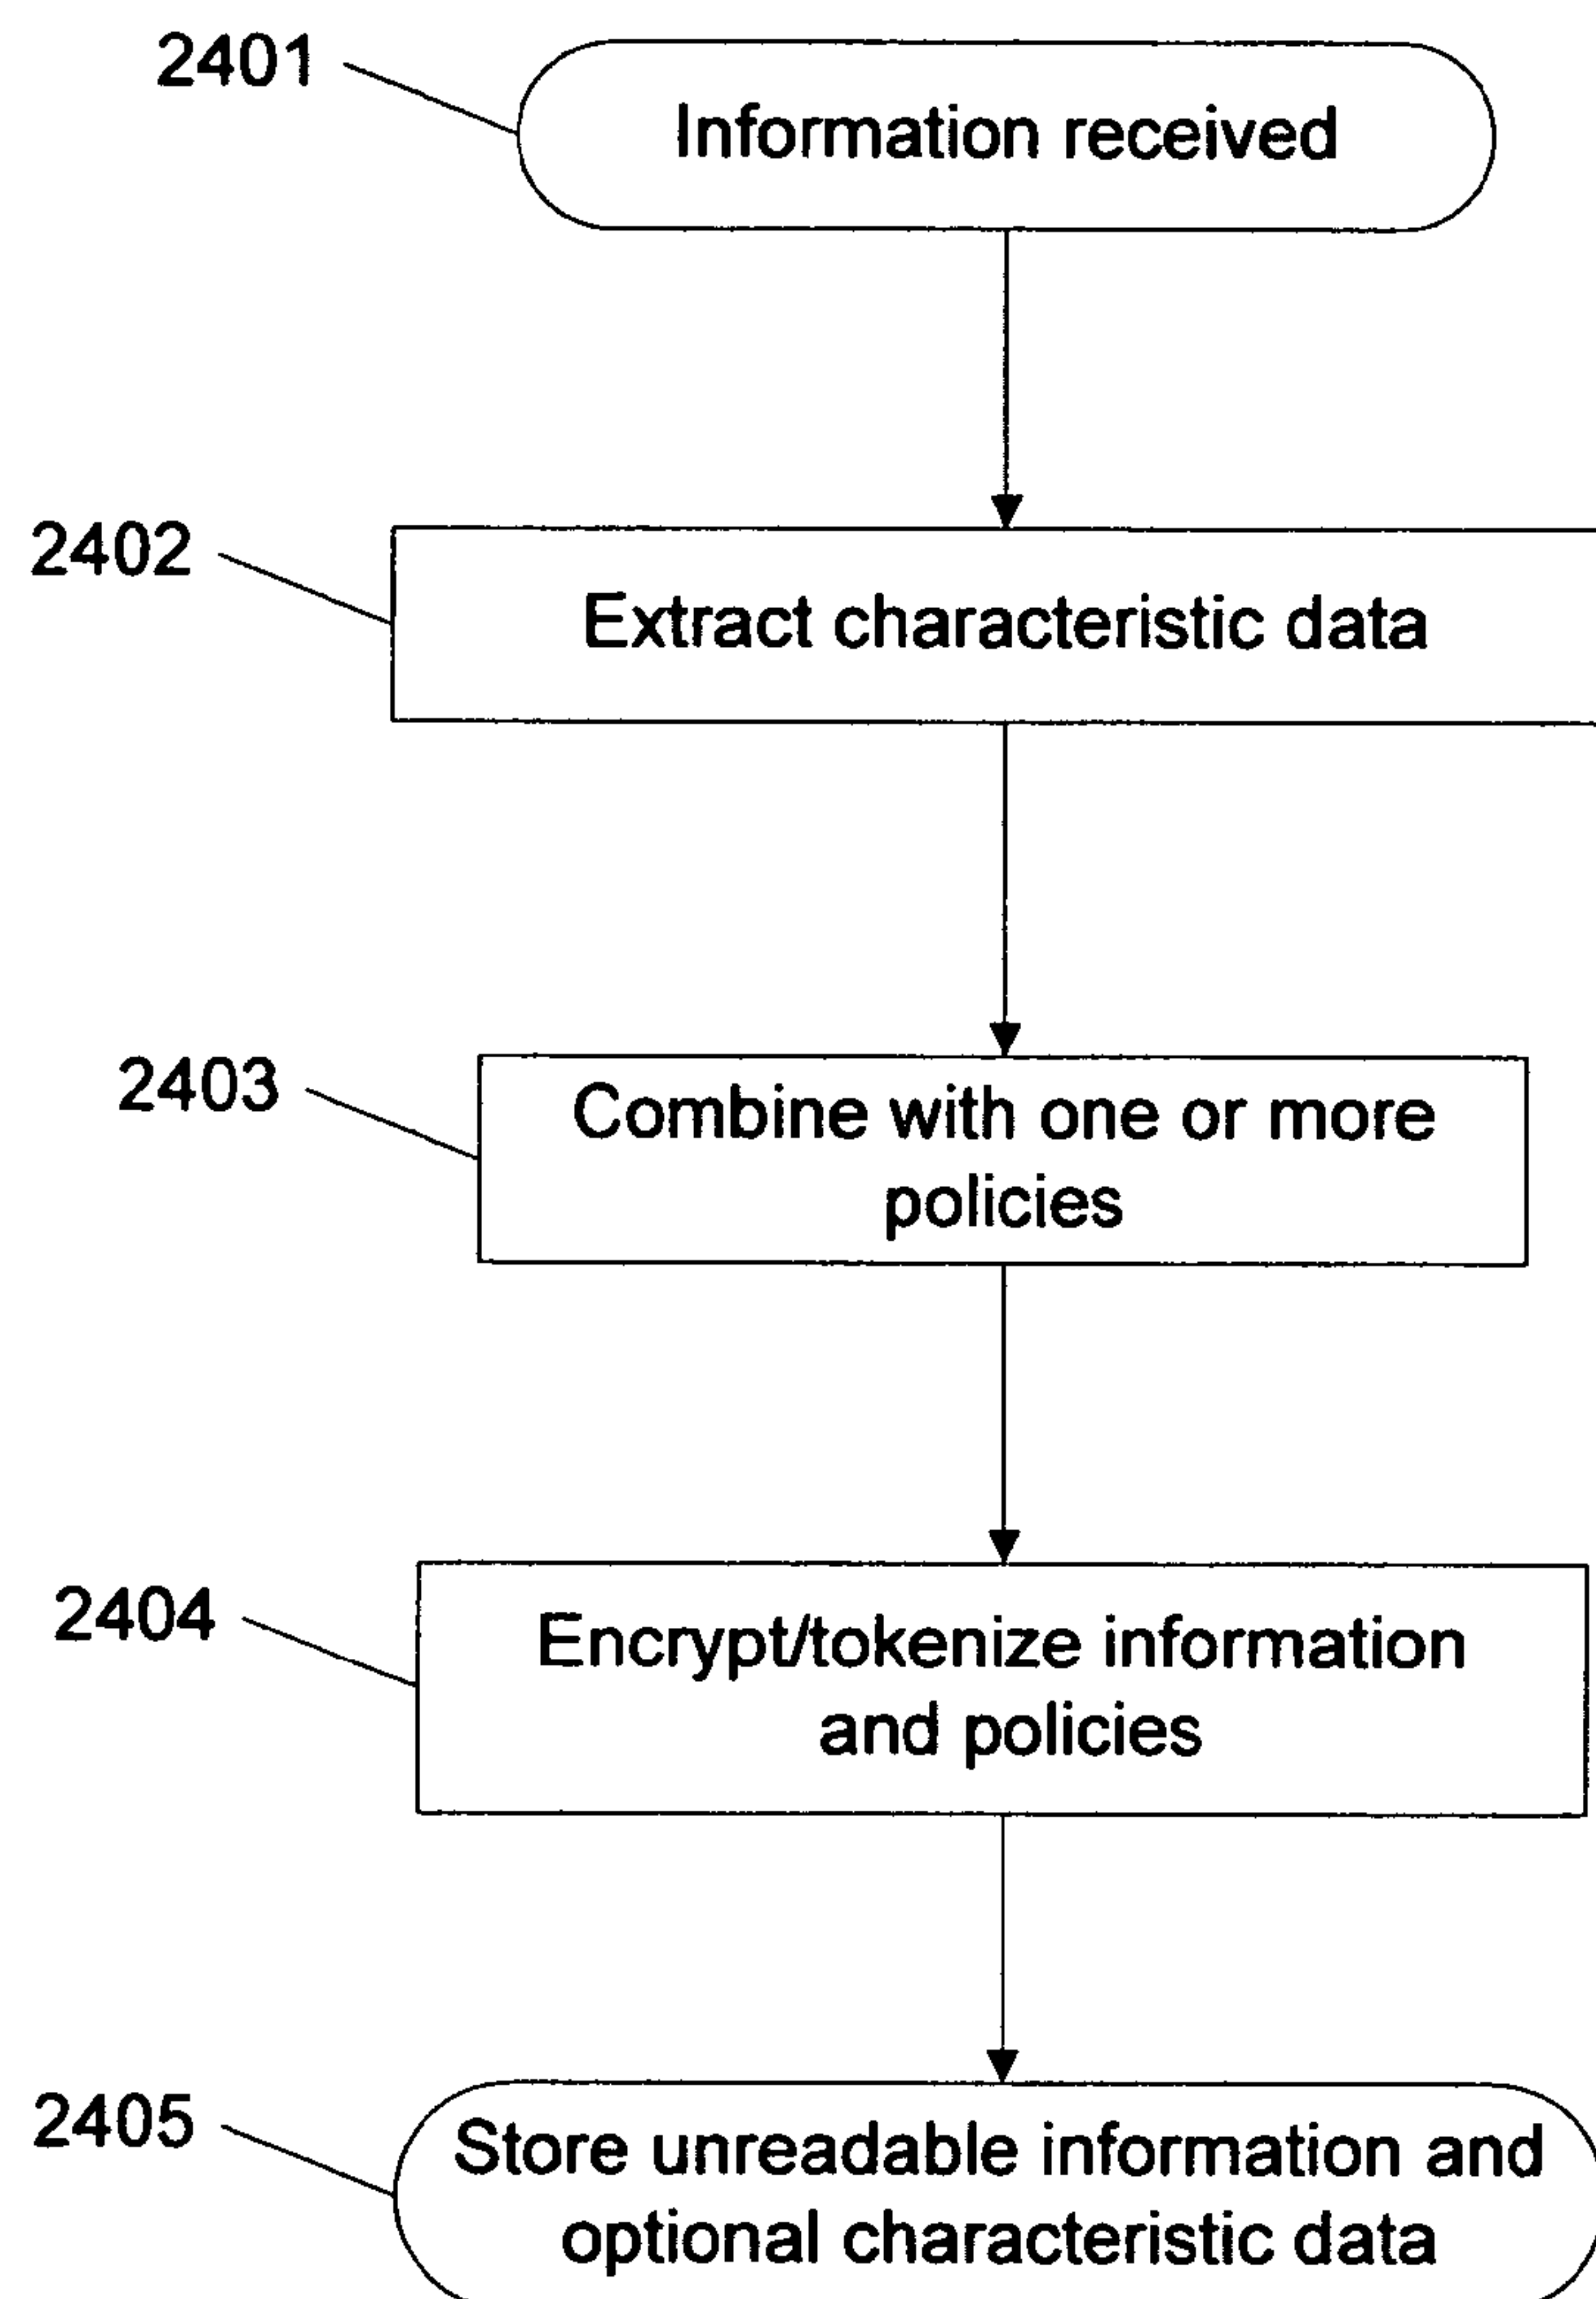 2401
Information received
2402
Extract characteristic data
2403
Combine with one or more
policies
2404
Encrypt/tokenize information
and policies
2405
Store unreadable information and
optional characteristic data